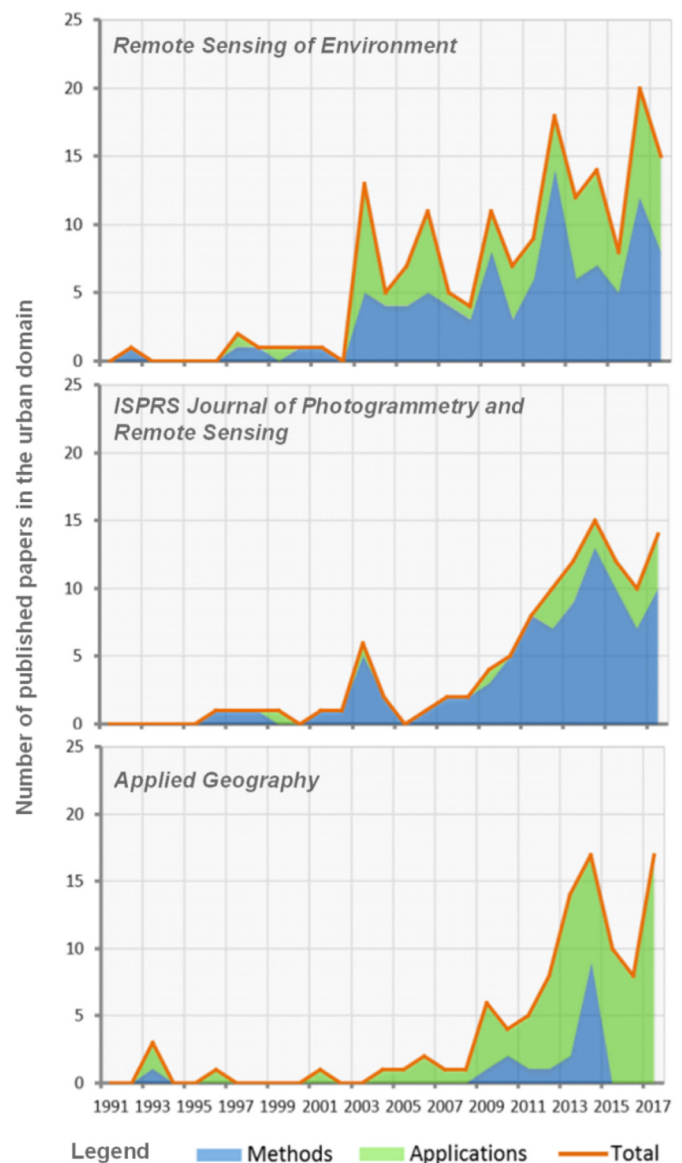 Number of published papers in the urban domain
25
Remote Sensing of Environment
20
15
10
5
0
25
ISPRS Journal of Photogrammetry and
Remote Sensing
20
15
10
5
0
25
Applied Geography
20
15
10
5
0
1991 1993 1995 1997 1999 2001 2003 2005 2007 2009 2011 2013 2015 2017
Legend Methods Applications Total